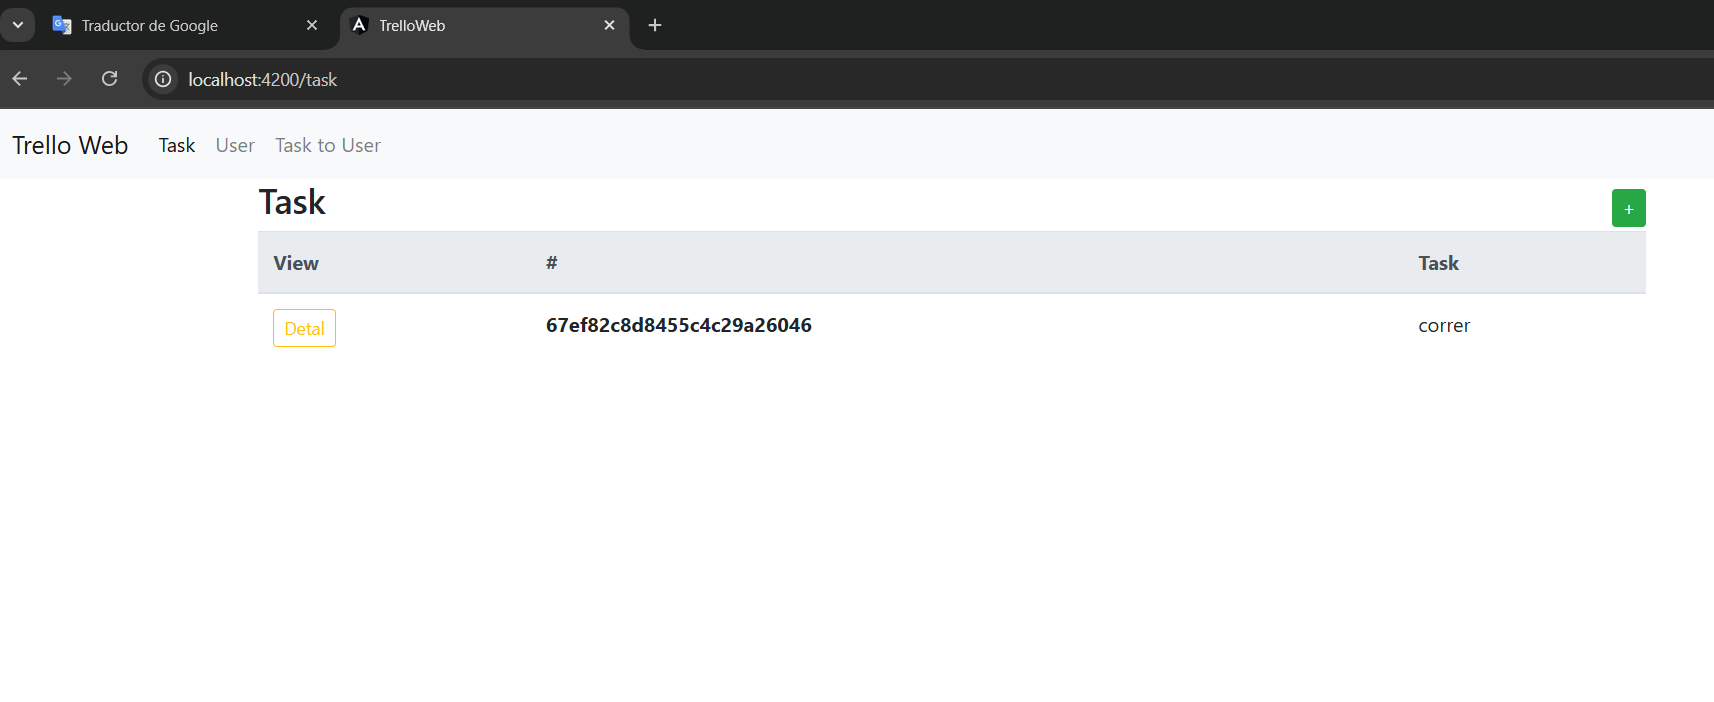 Traductor de Google
TrelloWeb
localhost:4200/task
Trello Web Task User Task to User
Task
+
View # Task
Detal 67ef82c8d8455c4c29a26046 correr